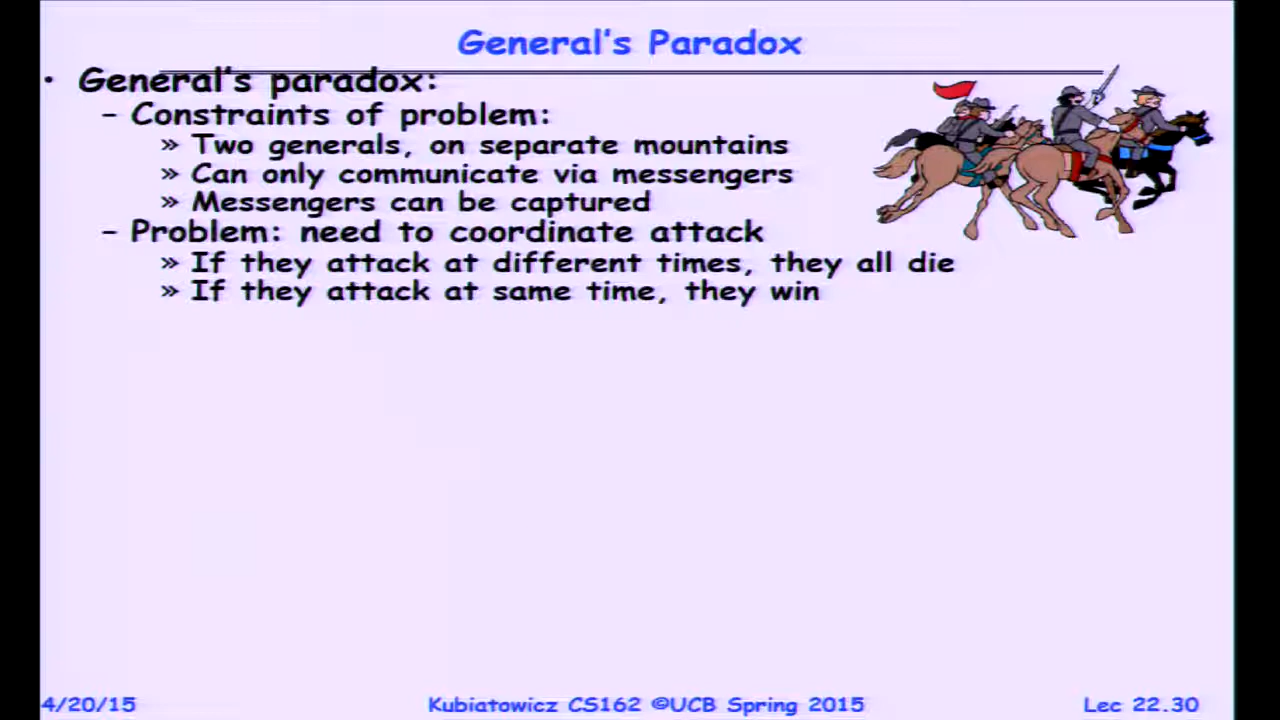 General's Paradox
• General's paradox:
– Constraints of problem:
» Two generals, on separate mountains
» Can only communicate via messengers
» Messengers can be captured
– Problem: need to coordinate attack
» If they attack at different times, they all die
» If they attack at same time, they win
4/20/15
Kubiatowicz CS162 ©UCB Spring 2015
Lec 22.30